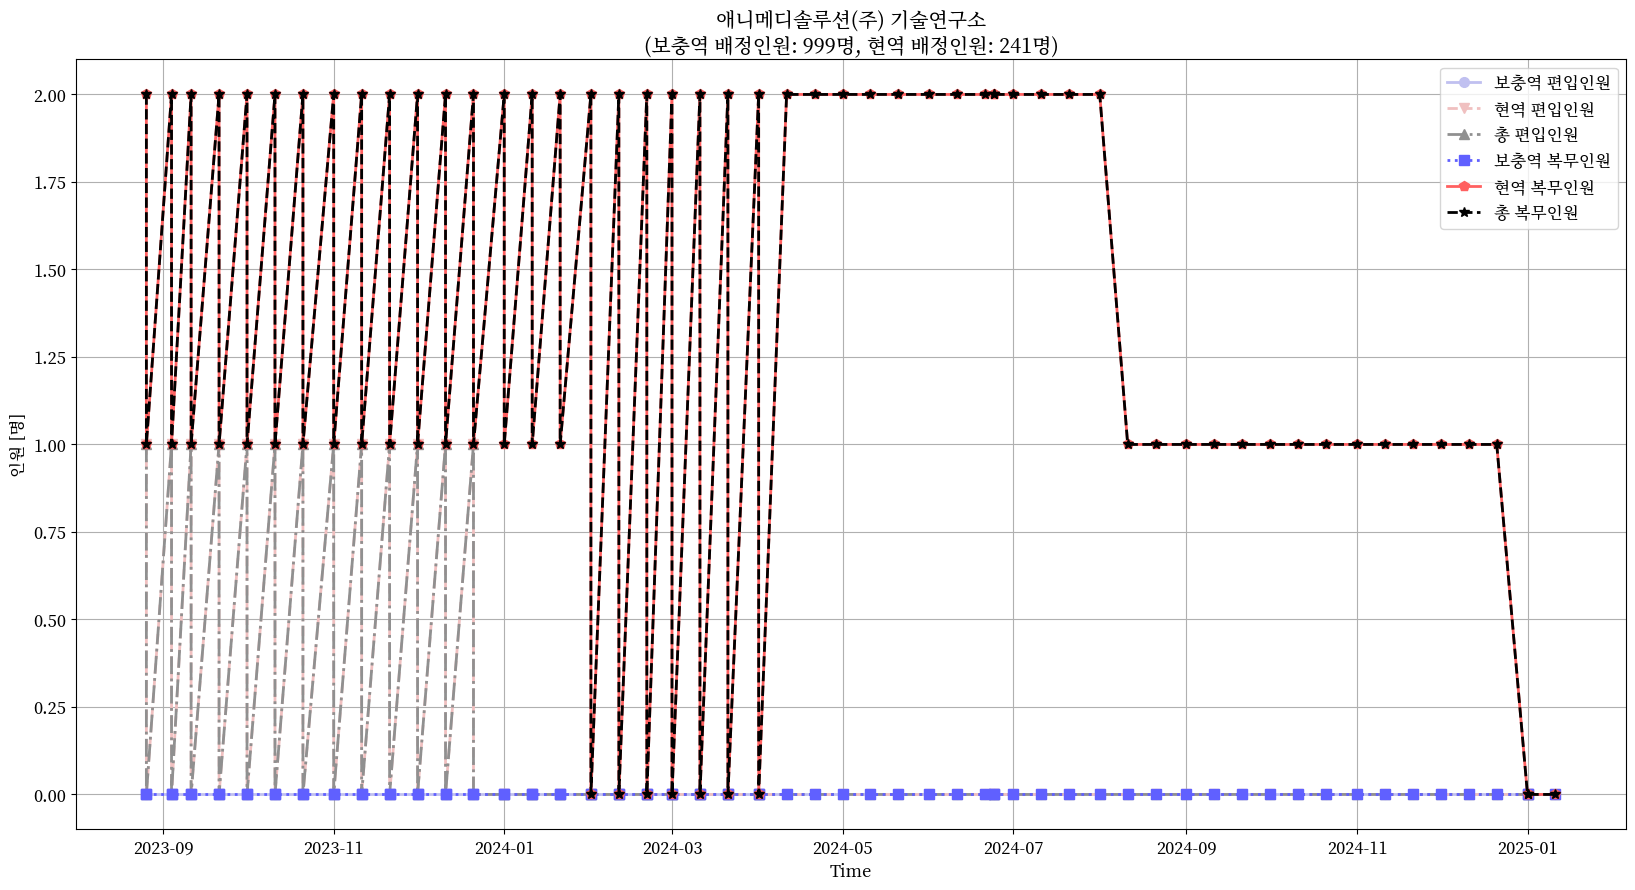 애니메디솔루션(주) 기술연구소
(보충역 배정인원: 999명, 현역 배정인원: 241명)
보충역 편입인원
현역 편입인원
총 편입인원
보충역 복무인원
현역 복무인원
총 복무인원
인원 [명]
2.00
1.75
1.50
1.25
1.00
0.75
0.50
0.25
0.00
2023-09
2023-11
2024-01
2024-03
2024-05
2024-07
2024-09
2024-11
2025-01
Time